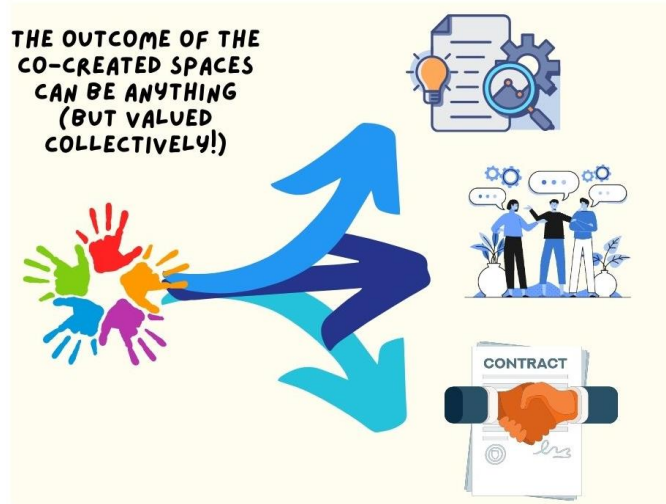 THE OUTCOME OF THE
CO-CREATED SPACES
CAN BE ANYTHING
(BUT VALUED
COLLECTIVELY!)
CONTRACT